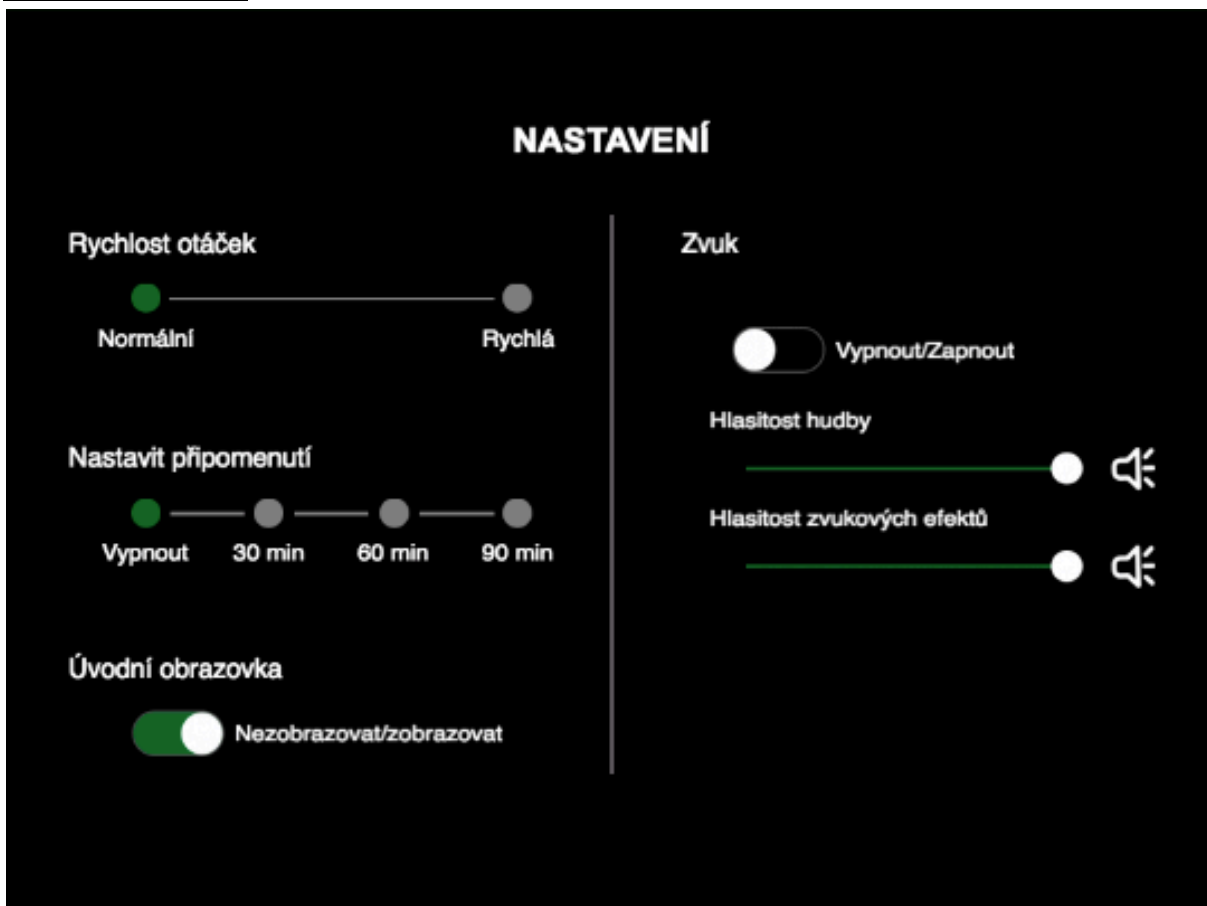 NASTAVENÍ
Rychlost otáček
Normální Rychlá
Nastavit připomenutí
Vypnout 30 min 60 min 90 min
Úvodní obrazovka
Nezobrazovat/zobrazovat
Zvuk
Vypnout/Zapnout
Hlasitost hudby
Hlasitost zvukových efektů